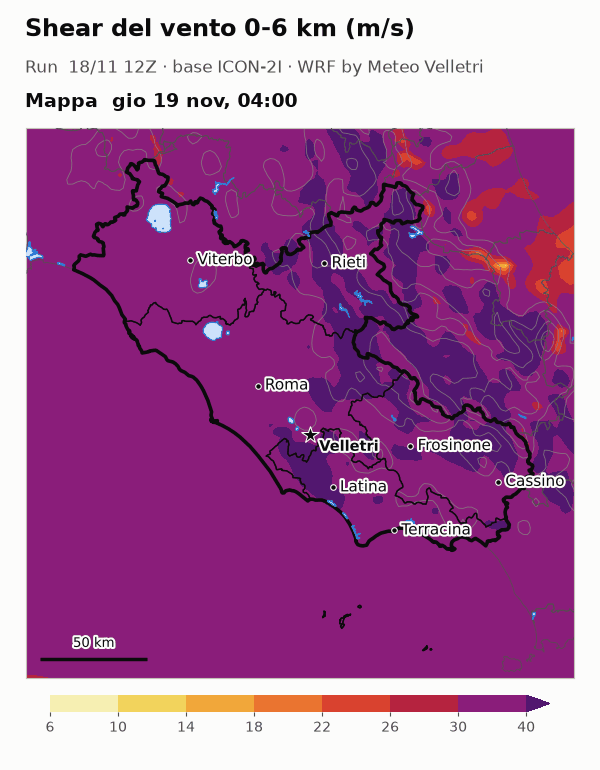 Shear del vento 0-6 km (m/s)
Run 18/11 12Z · base ICON-2I · WRF by Meteo Velletri
Mappa gio 19 nov, 04:00
Viterbo
Rieti
Roma
Velletri
Frosinone
Latina
Cassino
Terracina
50 km
6 10 14 18 22 26 30 40